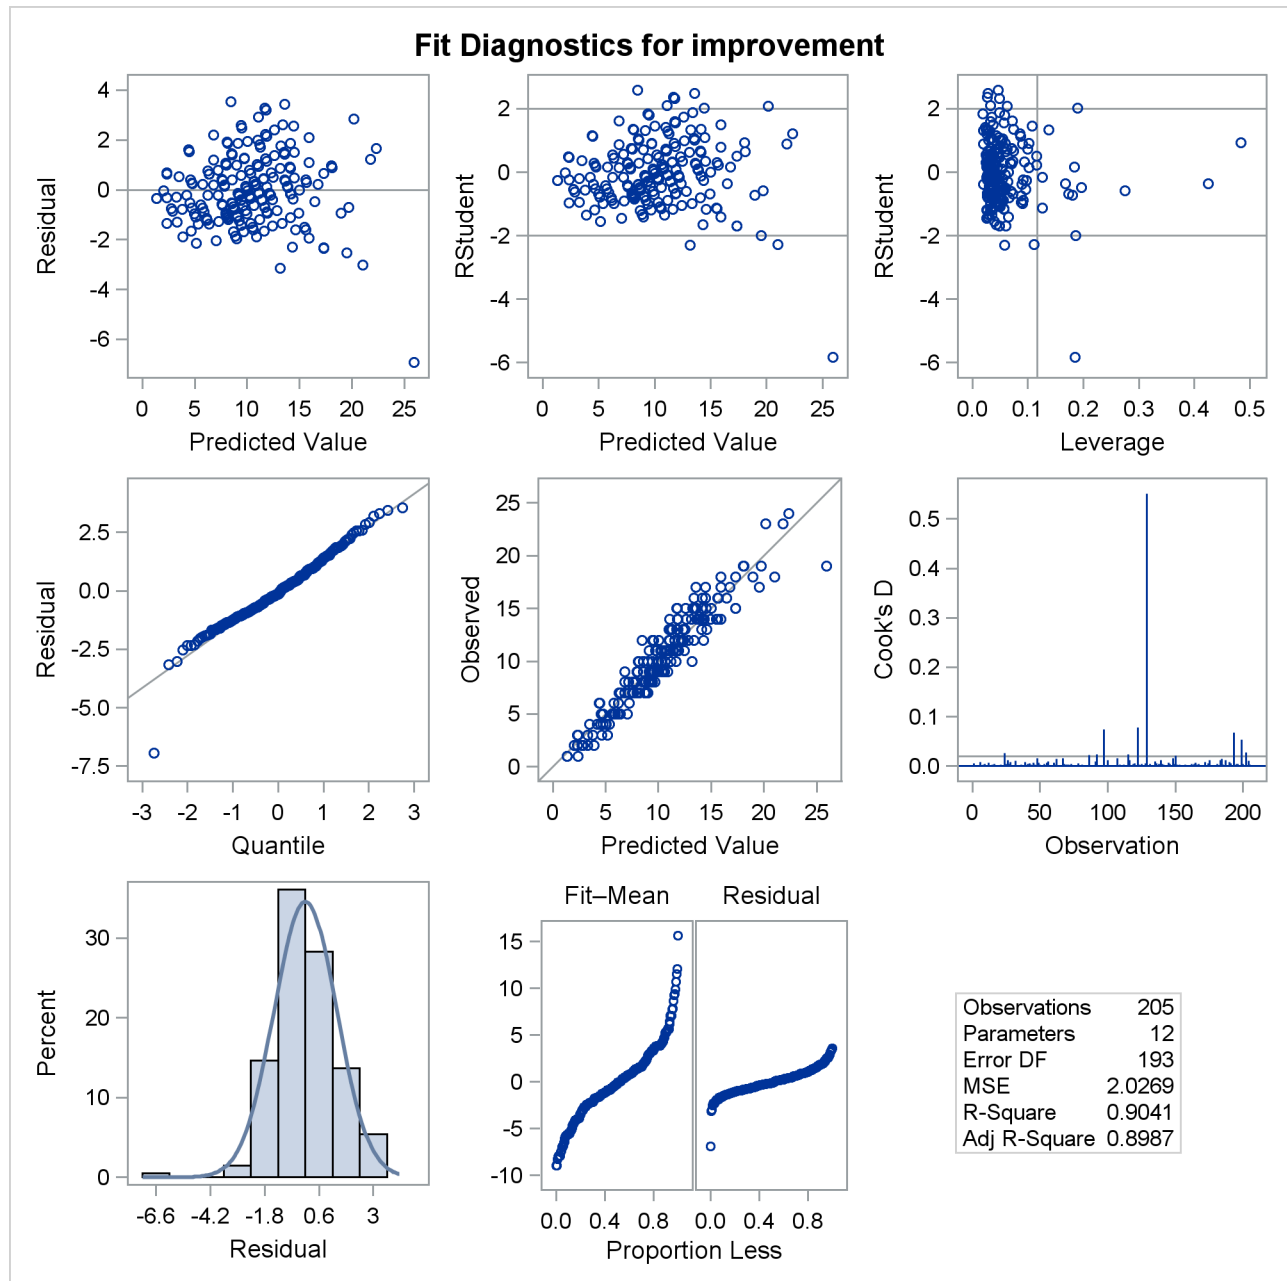 Fit Diagnostics for improvement
4
2
0
-2
-4
-6
Residual
0 5 10 15 20 25
Predicted Value
2
0
-2
-4
-6
RStudent
0 5 10 15 20 25
Predicted Value
2
0
-2
-4
-6
RStudent
0.0 0.1 0.2 0.3 0.4 0.5
Leverage
2.5
0.0
-2.5
-5.0
-7.5
Residual
-3 -2 -1 0 1 2 3
Quantile
25
20
15
10
5
0
Observed
0 5 10 15 20 25
Predicted Value
0.5
0.4
0.3
0.2
0.1
0.0
Cook's D
0 50 100 150 200
Observation
30
20
10
0
Percent
-6.6 -4.2 -1.8 0.6 3
Residual
Fit–Mean Residual
15
10
5
0
-5
-10
0.0 0.4 0.8 0.0 0.4 0.8
Proportion Less
Observations 205
Parameters 12
Error DF 193
MSE 2.0269
R-Square 0.9041
Adj R-Square 0.8987